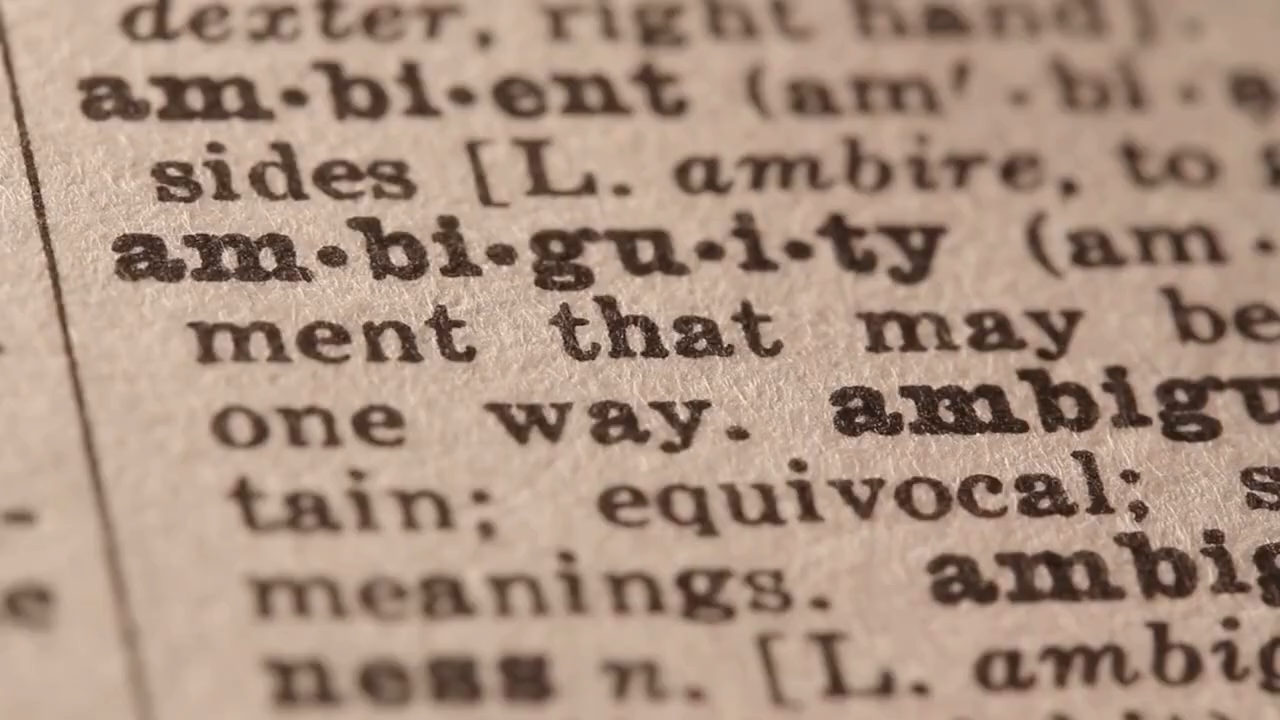 dexter, right hand].
am•bi•ent (am' · bi ·
sides [L. ambire, to
am•bi•gu•i•ty (am ·
ment that may be
one way. ambigu
tain; equivocal; s
meanings. ambig
ness n. [L. ambig